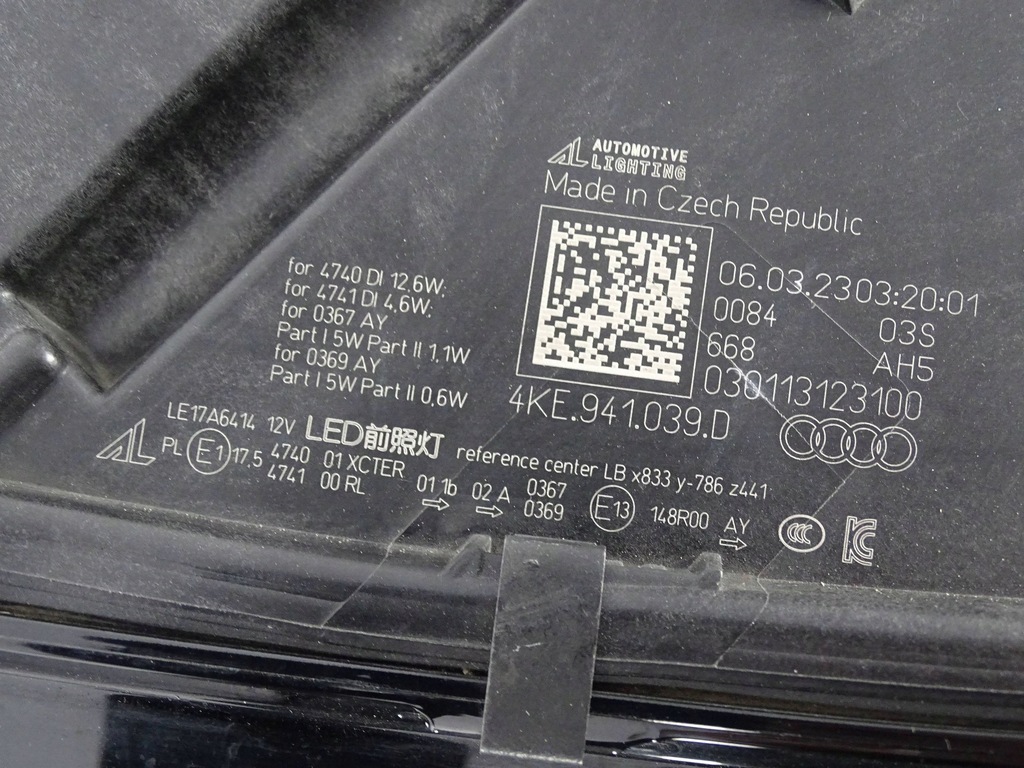 AL AUTOMOTIVE
LIGHTING
Made in Czech Republic
06.03.23 03:20:01
0084 03S
668 AH5
030113123100
4KE.941.039.D
for 4740 DI 12,6W;
for 4741 DI 4,6W;
for 0367 AY
Part I 5W Part II 1,1W
for 0369 AY
Part I 5W Part II 0,6W
LE17A6414 12V LED前照灯 reference center LB x833 y-786 z441
AL PL E1 17.5 4740 01 XCTER
4741 00 RL
01 1b 02 A 0367
0369
E13 148R00 AY
CCC KC